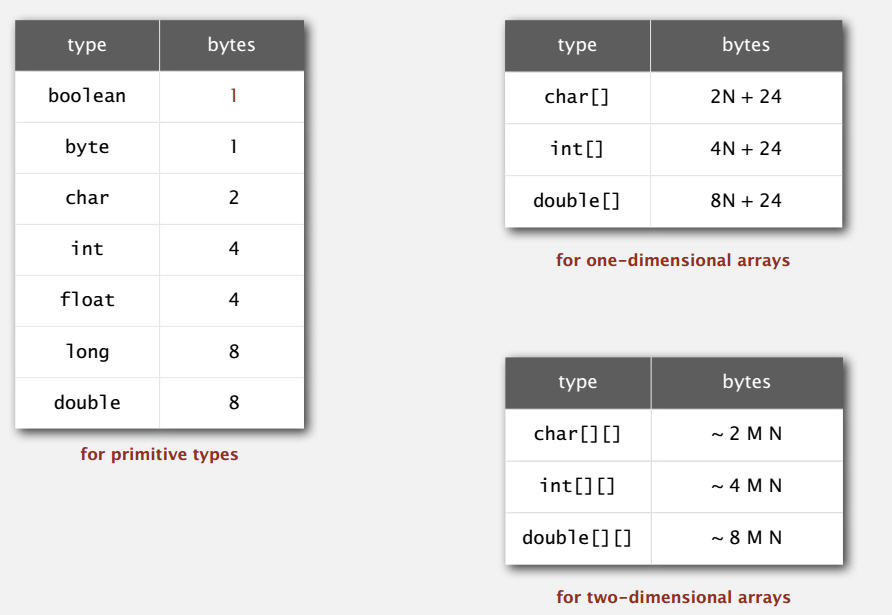 type bytes
boolean 1
byte 1
char 2
int 4
float 4
long 8
double 8
for primitive types
type bytes
char[] 2N + 24
int[] 4N + 24
double[] 8N + 24
for one-dimensional arrays
type bytes
char[][] ~ 2 M N
int[][] ~ 4 M N
double[][] ~ 8 M N
for two-dimensional arrays